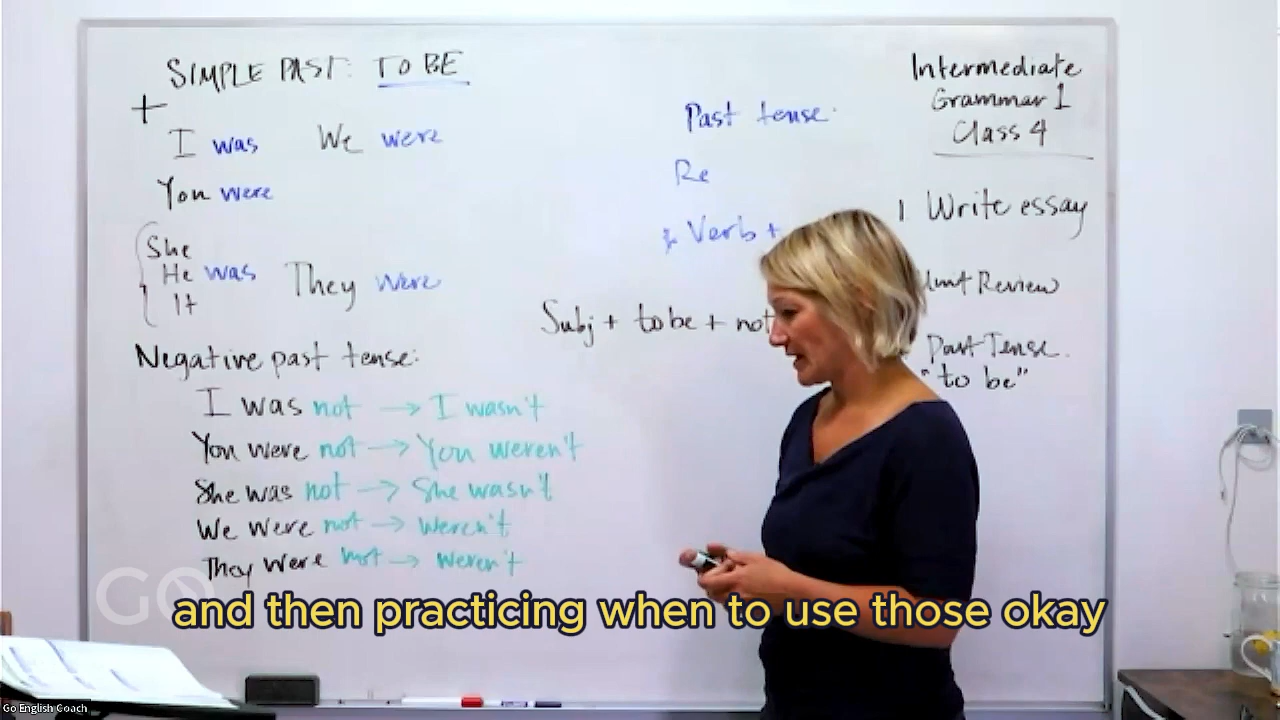 SIMPLE PAST: TO BE
+
I was We were
You were
She
He was They were
It
Negative past tense:
I was not → I wasn't
You were not → You weren't
She was not → She wasn't
We were not → weren't
They were not → weren't
Past tense:
Re
Verb +
Subj + to be + not
Intermediate
Grammar 1
Class 4
1 Write essay
Review
Past Tense.
"to be"
GO
and then practicing when to use those okay
Go English Coach